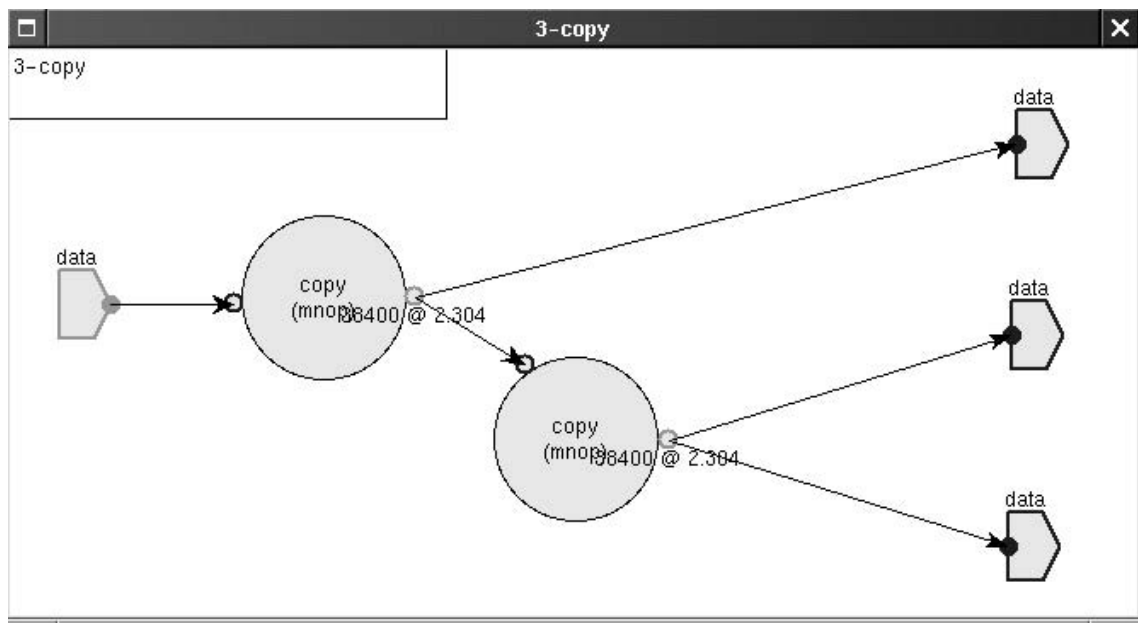 3-copy
3-copy
data
data
copy
(mnop)
38400 @ 2.304
data
copy
(mnop)
38400 @ 2.304
data